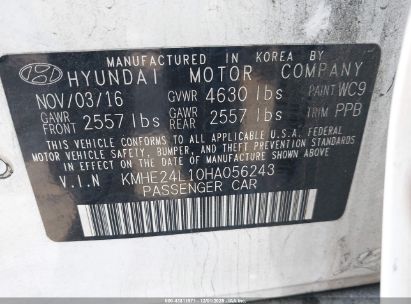 MANUFACTURED IN KOREA BY
HYUNDAI MOTOR COMPANY
NOV/03/16 GVWR 4630 lbs PAINT WC9
GAWR FRONT 2557 lbs GAWR REAR 2557 lbs TRIM PPB
THIS VEHICLE CONFORMS TO ALL APPLICABLE U.S.A. FEDERAL
MOTOR VEHICLE SAFETY, BUMPER, AND THEFT PREVENTION STANDARDS
IN EFFECT ON THE DATE OF MANUFACTURE SHOWN ABOVE.
V.I.N KMHE24L10HA056243
PASSENGER CAR